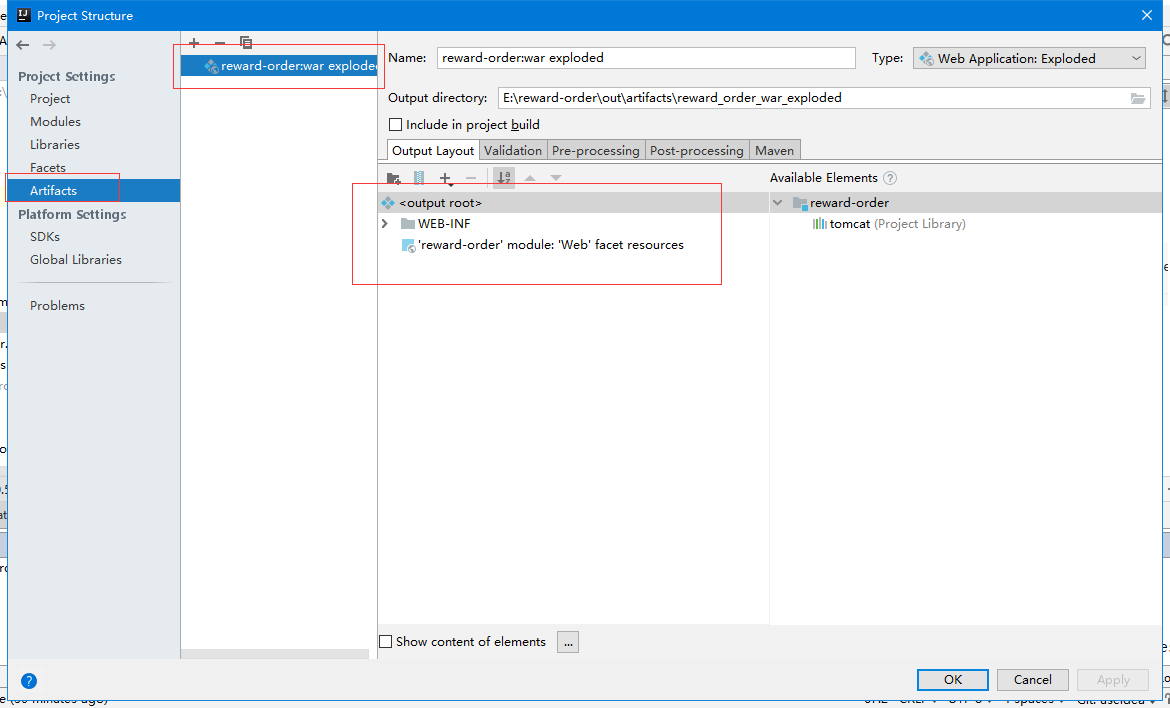 Project Structure
Project Settings
Project
Modules
Libraries
Facets
Artifacts
Platform Settings
SDKs
Global Libraries
Problems
reward-order:war exploded
Name: reward-order:war exploded
Type: Web Application: Exploded
Output directory: E:\reward-order\out\artifacts\reward_order_war_exploded
Include in project build
Output Layout Validation Pre-processing Post-processing Maven
Available Elements
<output root>
WEB-INF
'reward-order' module: 'Web' facet resources
reward-order
tomcat (Project Library)
Show content of elements ...
OK Cancel Apply